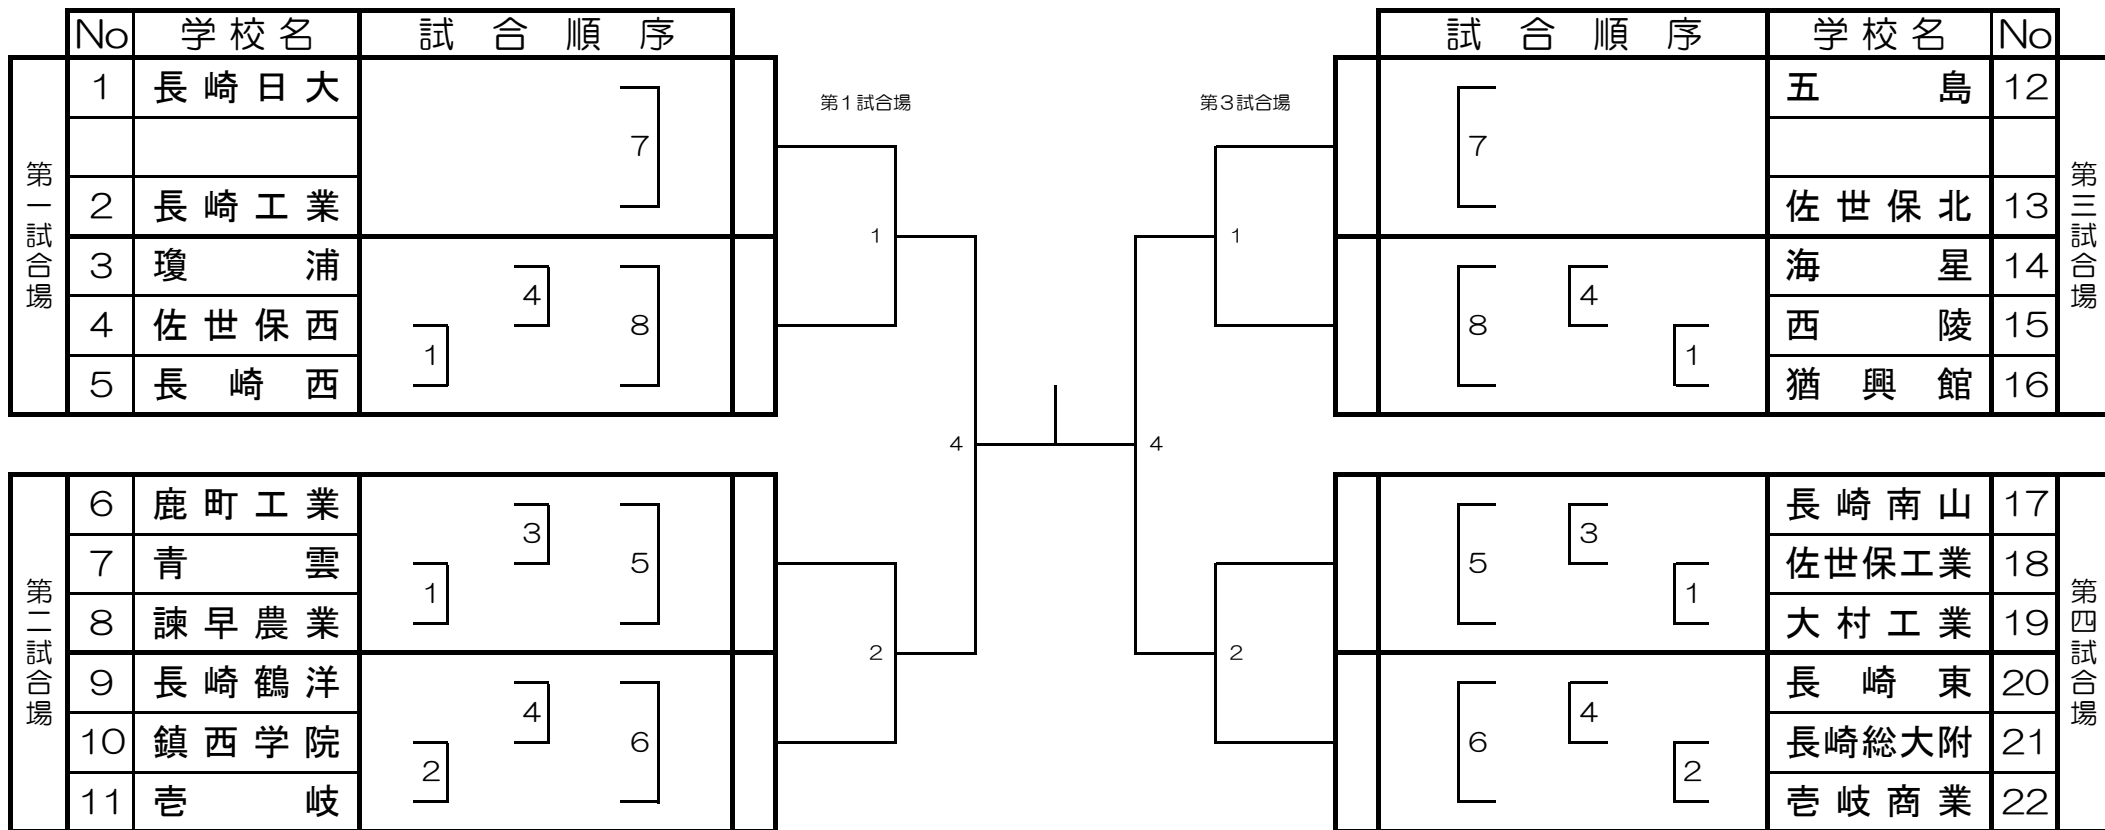 No 学校名 試合順序
第一試合場
1 長崎日大
7
2 長崎工業
3 瓊浦
4
4 佐世保西
8
1
5 長崎西
第二試合場
6 鹿町工業
3
7 青雲
5
1
8 諫早農業
9 長崎鶴洋
4
10 鎮西学院
6
2
11 壱岐
第1試合場
1
4
2
第3試合場
1
4
2
試合順序 学校名 No
第三試合場
五島 12
7
佐世保北 13
海星 14
4
西陵 15
8
1
猶興館 16
第四試合場
長崎南山 17
3
佐世保工業 18
5
1
大村工業 19
長崎東 20
4
長崎総大附 21
6
2
壱岐商業 22